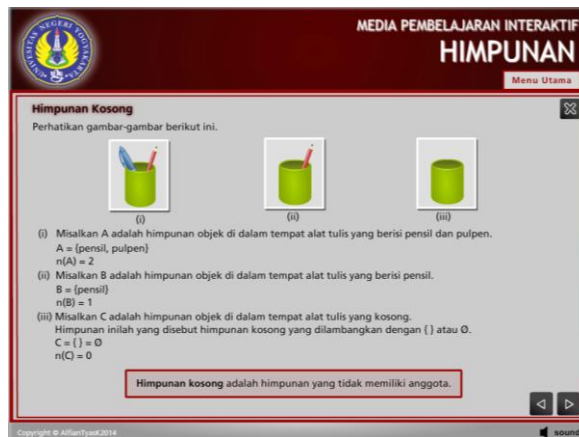 UNIVERSITAS NEGERI YOGYAKARTA
MEDIA PEMBELAJARAN INTERAKTIF
HIMPUNAN
Menu Utama
Himpunan Kosong
Perhatikan gambar-gambar berikut ini.
(i) (ii) (iii)
(i) Misalkan A adalah himpunan objek di dalam tempat alat tulis yang berisi pensil dan pulpen.
A = {pensil, pulpen}
n(A) = 2
(ii) Misalkan B adalah himpunan objek di dalam tempat alat tulis yang berisi pensil.
B = {pensil}
n(B) = 1
(iii) Misalkan C adalah himpunan objek di dalam tempat alat tulis yang kosong.
Himpunan inilah yang disebut himpunan kosong yang dilambangkan dengan { } atau Ø.
C = { } = Ø
n(C) = 0
Himpunan kosong adalah himpunan yang tidak memiliki anggota.
Copyright © AlfianTyasK2014
sound